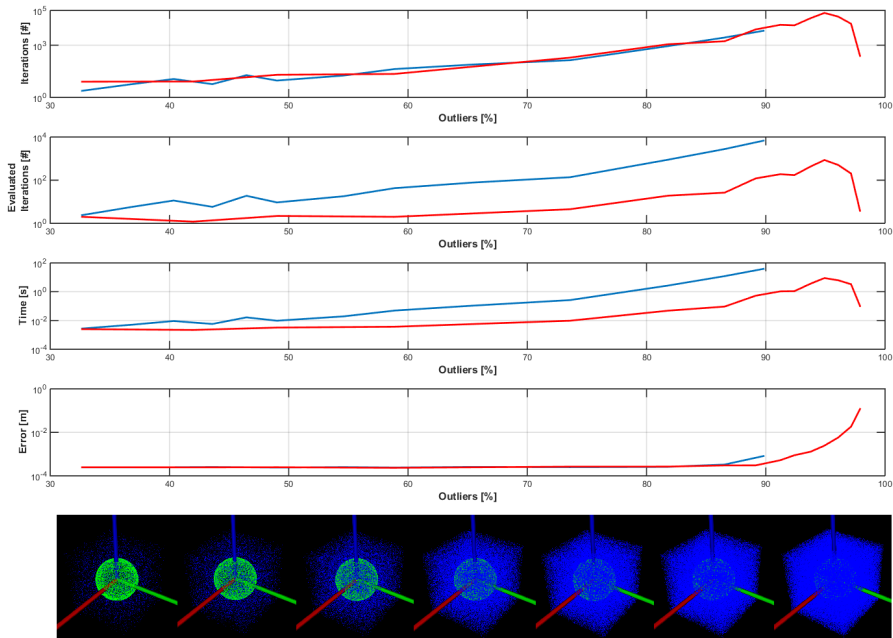 Iterations [#]
10^5
10^3
10^0
30 40 50 60 70 80 90 100
Outliers [%]
Evaluated
Iterations [#]
10^4
10^2
10^0
30 40 50 60 70 80 90 100
Outliers [%]
Time [s]
10^2
10^0
10^-2
10^-4
30 40 50 60 70 80 90 100
Outliers [%]
Error [m]
10^0
10^-2
10^-4
30 40 50 60 70 80 90 100
Outliers [%]